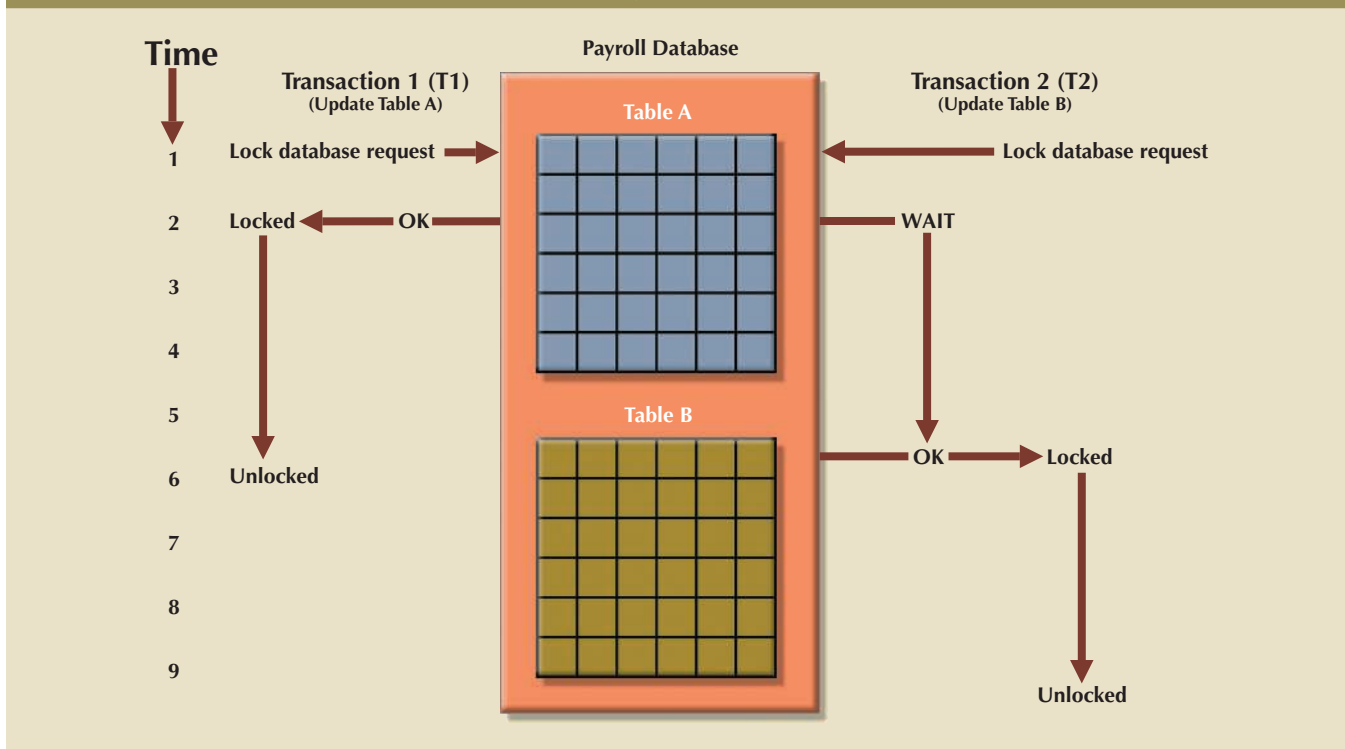 Time
Payroll Database
Transaction 1 (T1)
(Update Table A)
Transaction 2 (T2)
(Update Table B)
Table A
1
Lock database request
Lock database request
2
Locked
OK
WAIT
3
4
5
Table B
OK
Locked
6
Unlocked
7
8
9
Unlocked